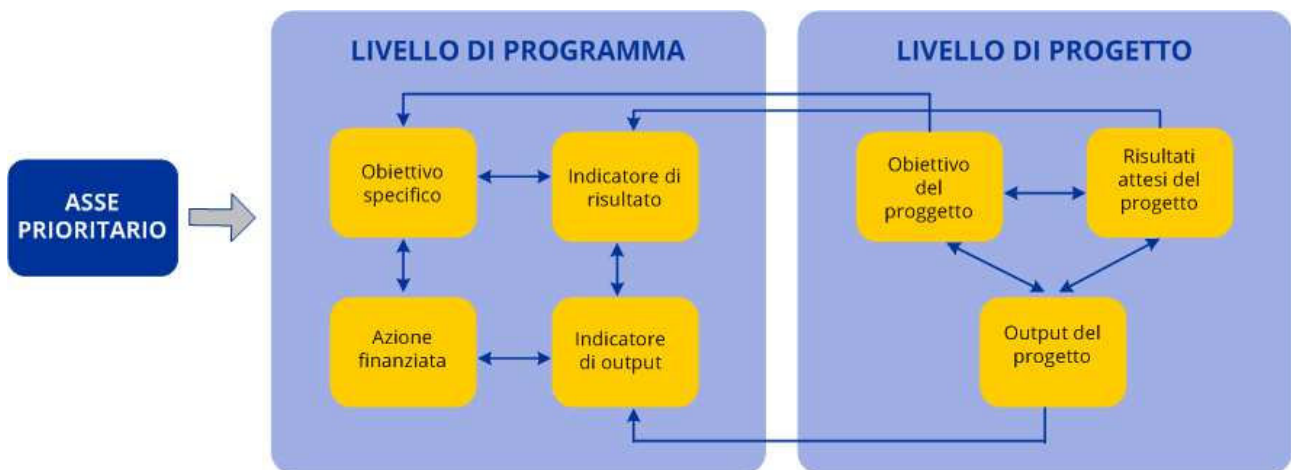 LIVELLO DI PROGRAMMA
LIVELLO DI PROGETTO
ASSE
PRIORITARIO
Obiettivo
specifico
Indicatore di
risultato
Azione
finanziata
Indicatore
di output
Obiettivo
del
proggetto
Risultati
attesi del
progetto
Output del
progetto